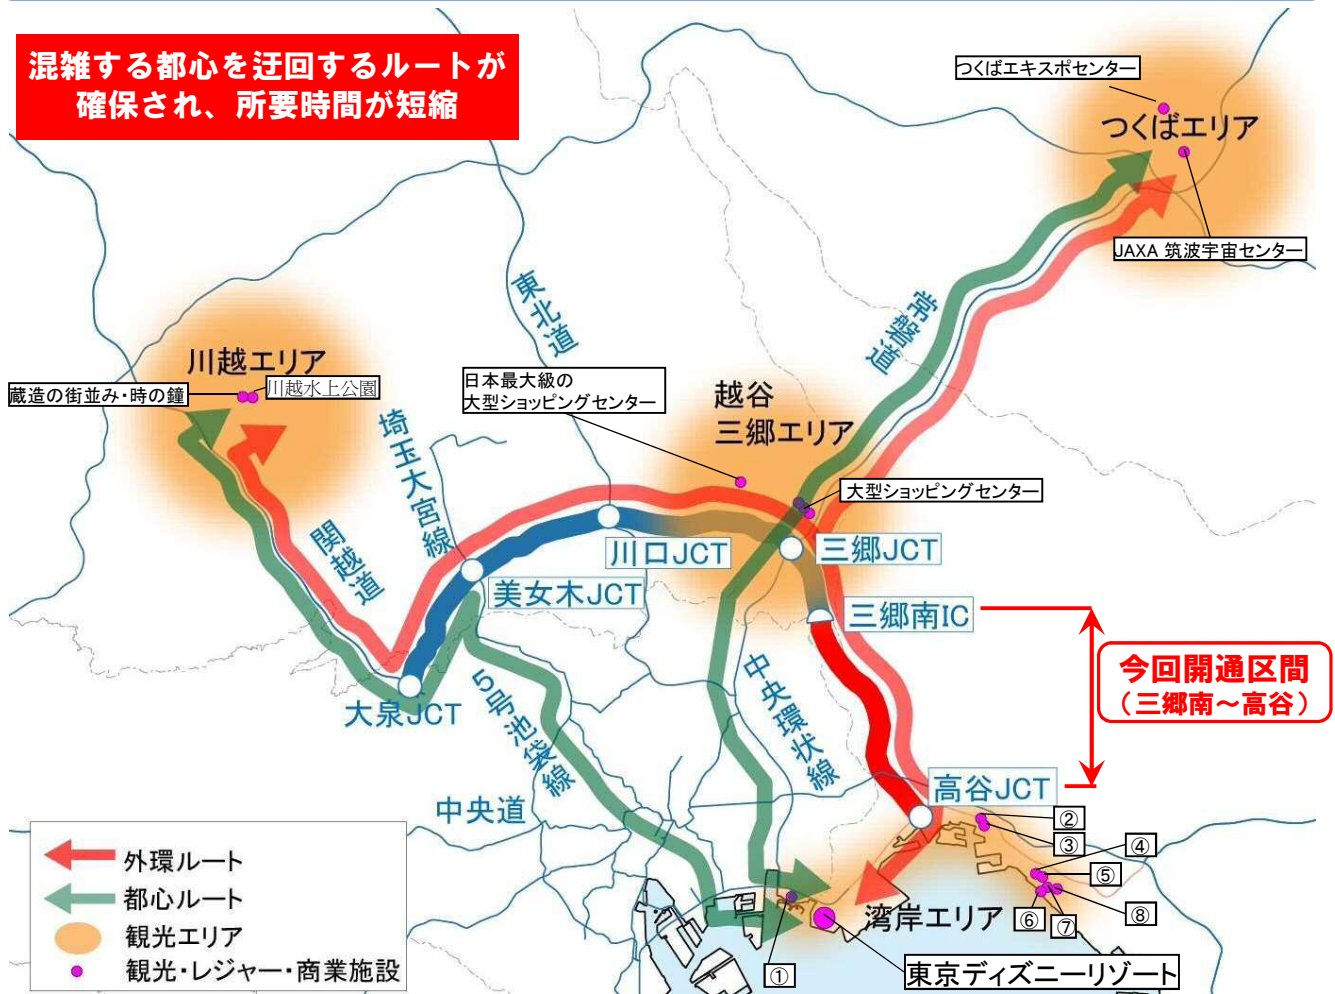 混雑する都心を迂回するルートが
確保され、所要時間が短縮
つくばエキスポセンター
つくばエリア
JAXA 筑波宇宙センター
東北道
常磐道
川越エリア
蔵造の街並み・時の鐘
川越水上公園
日本最大級の
大型ショッピングセンター
越谷
三郷エリア
埼玉大宮線
大型ショッピングセンター
関越道
川口JCT
三郷JCT
美女木JCT
三郷南IC
今回開通区間
（三郷南～高谷）
大泉JCT
5号池袋線
中央環状線
高谷JCT
中央道
②
③
④
⑤
⑥
⑦
⑧
①
湾岸エリア
東京ディズニーリゾート
外環ルート
都心ルート
観光エリア
観光・レジャー・商業施設